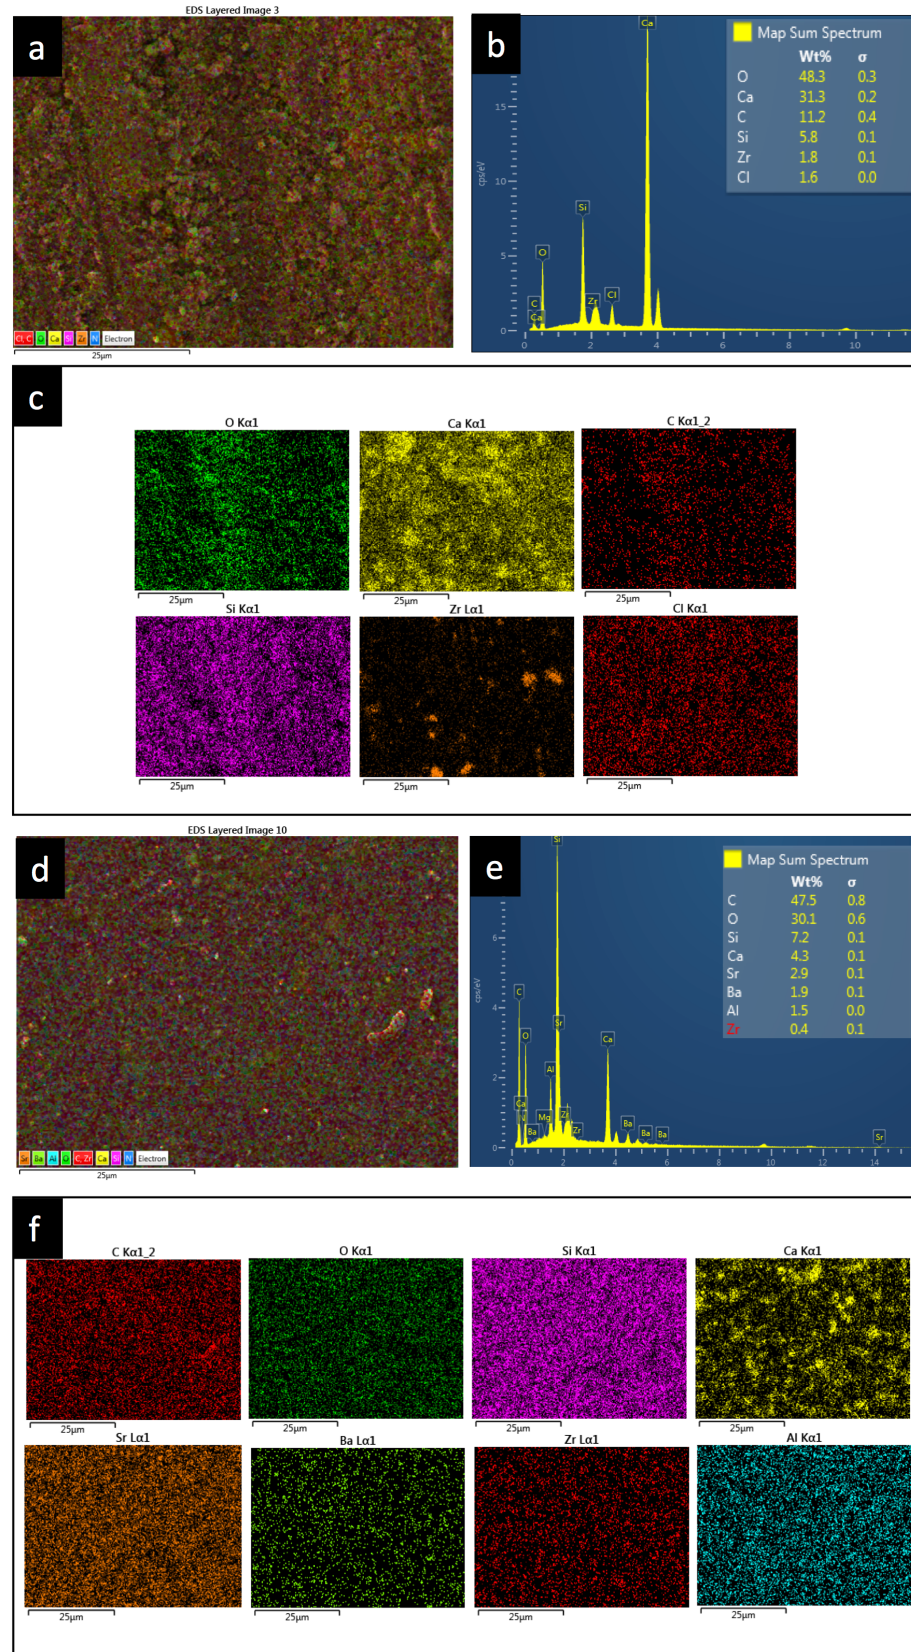 EDS Layered Image 3
a
Cl, C O Ca Si Zr N Electron
25µm
b
Ca
Si
O
C
Ca
Zr
Cl
cps/eV
15
10
5
0
0 2 4 6 8 10
Map Sum Spectrum
Wt% σ
O 48.3 0.3
Ca 31.3 0.2
C 11.2 0.4
Si 5.8 0.1
Zr 1.8 0.1
Cl 1.6 0.0
c
O Kα1 Ca Kα1 C Kα1_2
25µm 25µm 25µm
Si Kα1 Zr Lα1 Cl Kα1
25µm 25µm 25µm
EDS Layered Image 10
d
Sr Ba Al O C, Zr Ca Si N Electron
25µm
e
Si
C
Sr
O
Ca
Al
Ca
Mg
Zr
Ba
Zr
Ba
Ba
Ba
Sr
cps/eV
6
4
2
0
0 2 4 6 8 10 12 14
Map Sum Spectrum
Wt% σ
C 47.5 0.8
O 30.1 0.6
Si 7.2 0.1
Ca 4.3 0.1
Sr 2.9 0.1
Ba 1.9 0.1
Al 1.5 0.0
Zr 0.4 0.1
f
C Kα1_2 O Kα1 Si Kα1 Ca Kα1
25µm 25µm 25µm 25µm
Sr Lα1 Ba Lα1 Zr Lα1 Al Kα1
25µm 25µm 25µm 25µm